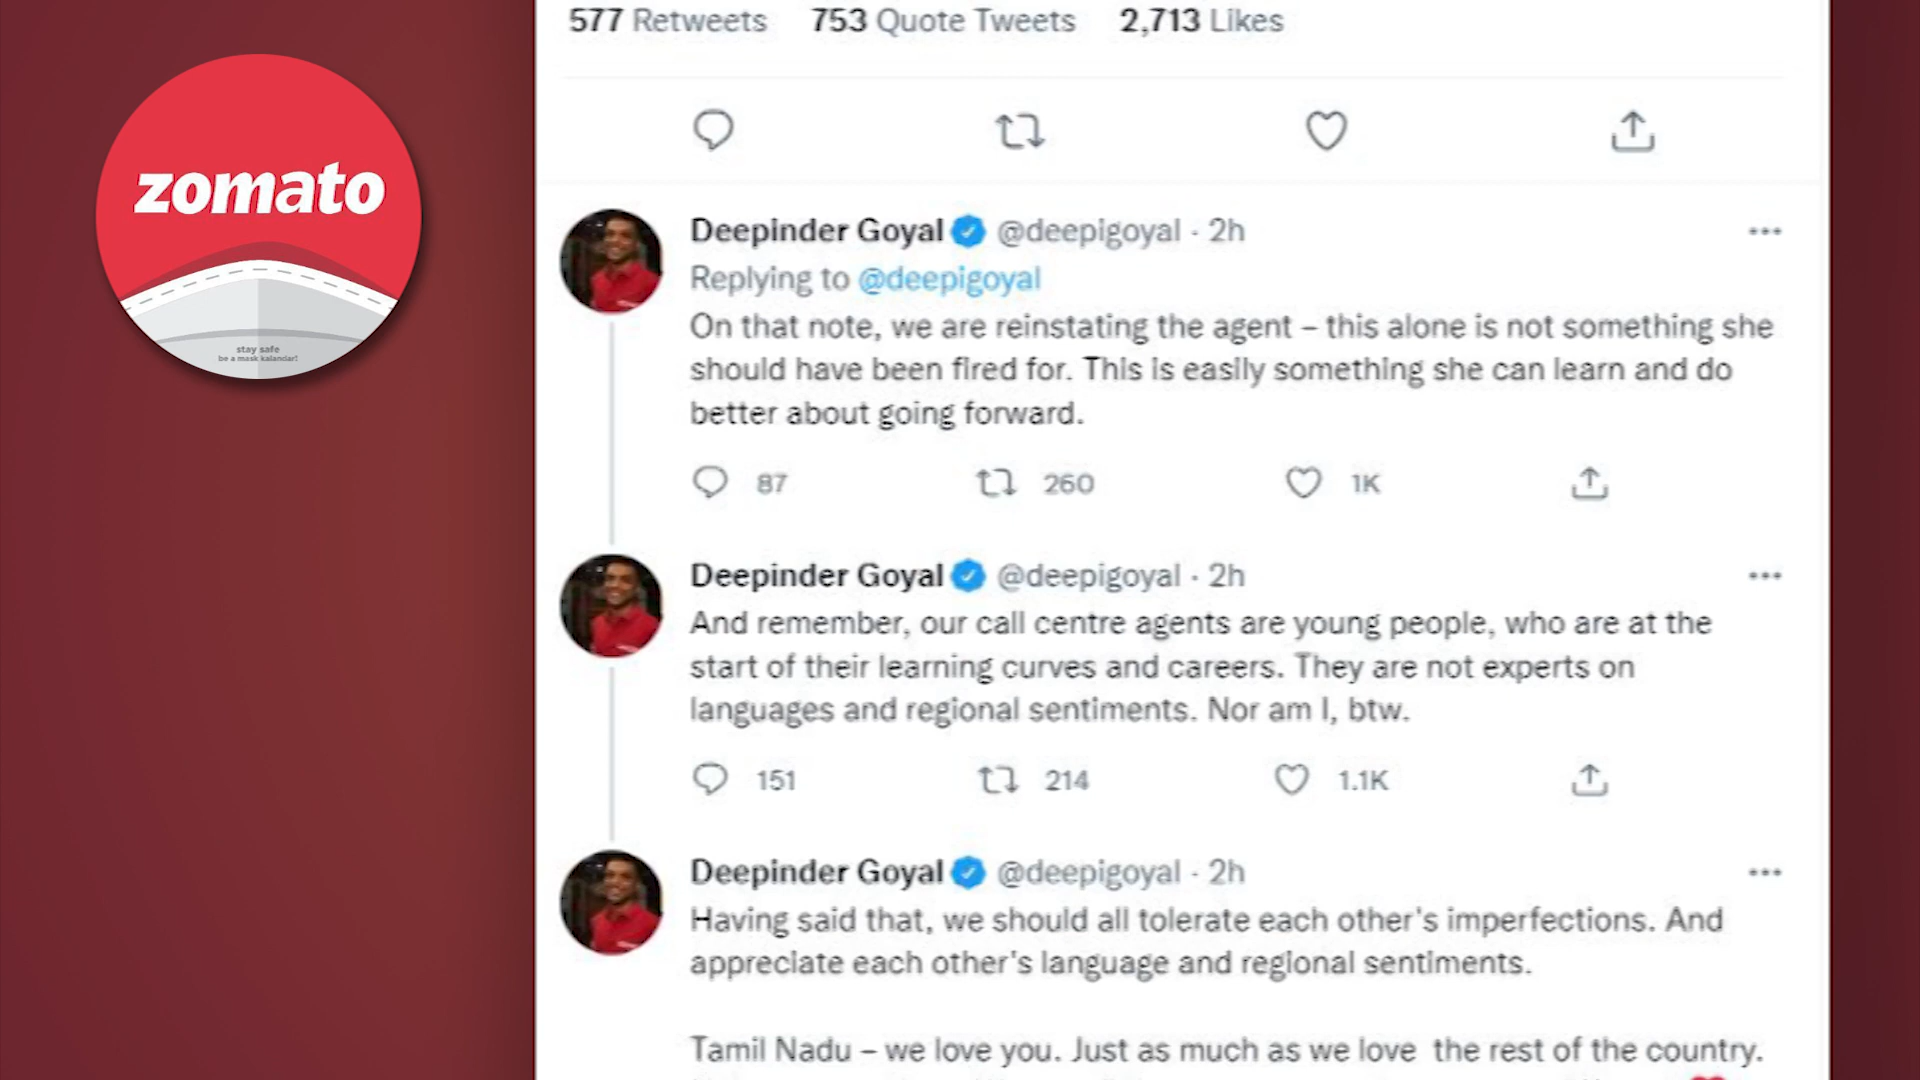 577 Retweets 753 Quote Tweets 2,713 Likes
zomato
stay safe
be a mask kalandar!
Deepinder Goyal @deepigoyal · 2h
Replying to @deepigoyal
On that note, we are reinstating the agent – this alone is not something she
should have been fired for. This is easily something she can learn and do
better about going forward.
87 260 1K
Deepinder Goyal @deepigoyal · 2h
And remember, our call centre agents are young people, who are at the
start of their learning curves and careers. They are not experts on
languages and regional sentiments. Nor am I, btw.
151 214 1.1K
Deepinder Goyal @deepigoyal · 2h
Having said that, we should all tolerate each other's imperfections. And
appreciate each other's language and regional sentiments.
Tamil Nadu – we love you. Just as much as we love the rest of the country.